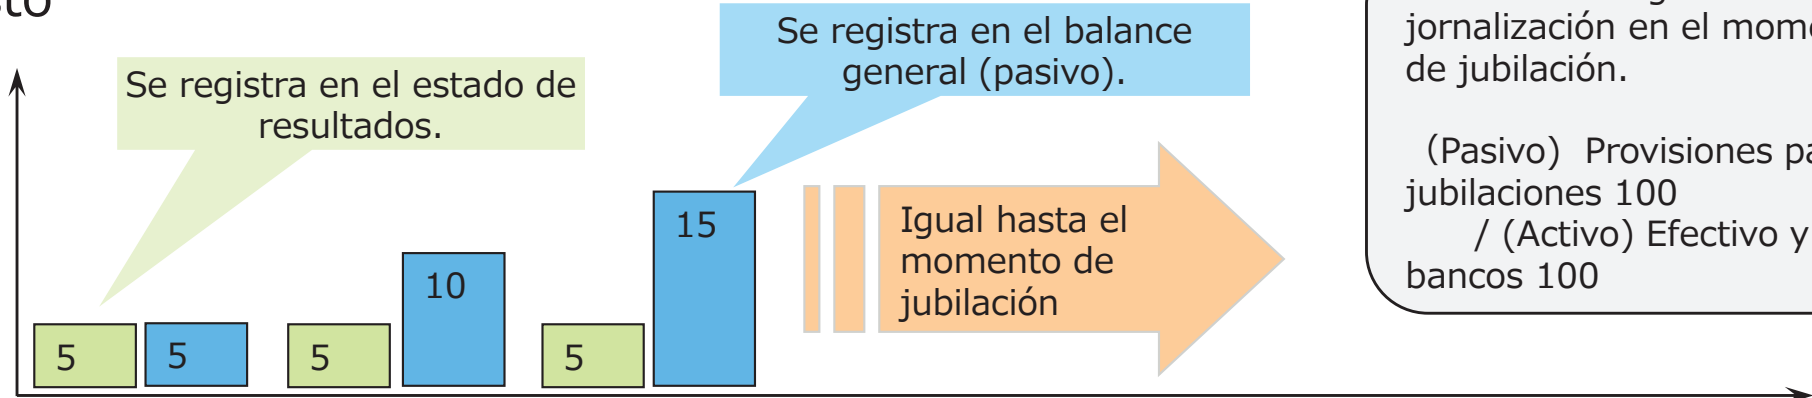 Se registra en el estado de
resultados.
Se registra en el balance
general (pasivo).
5
5
5
10
5
15
Igual hasta el
momento de
jubilación
jornalización en el
de jubilación.
(Pasivo) Provisiones
jubilaciones 100
/ (Activo) Efectivo y
bancos 100